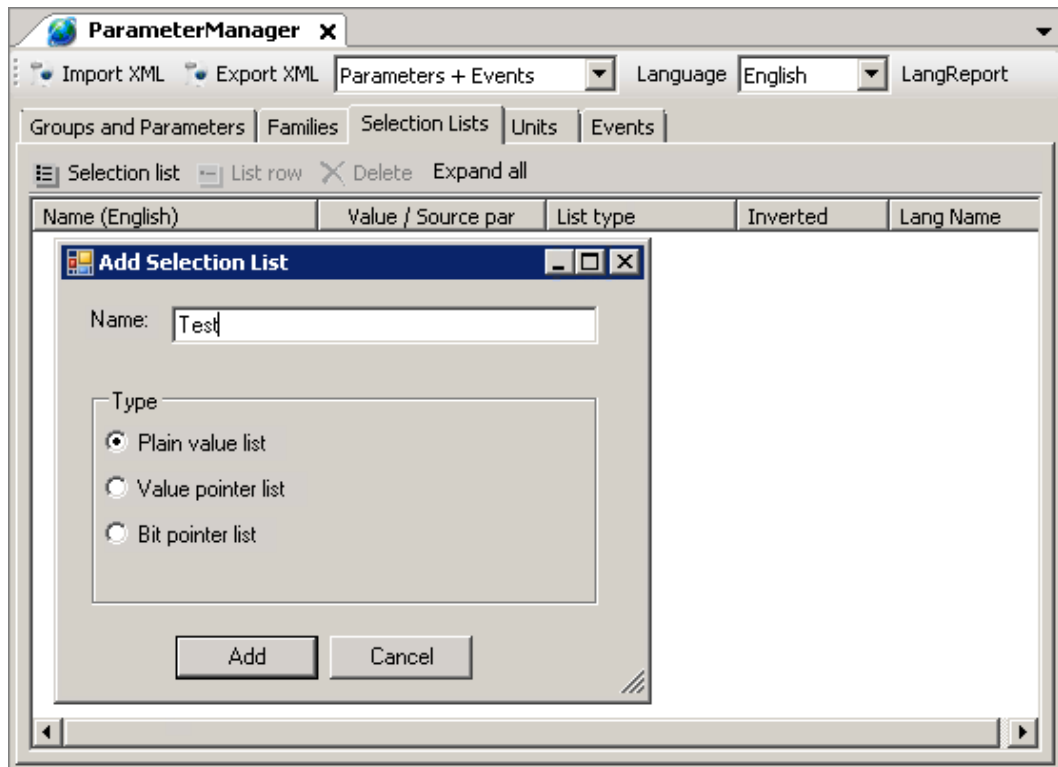 ParameterManager
Import XML Export XML Parameters + Events Language English LangReport
Groups and Parameters Families Selection Lists Units Events
Selection list List row Delete Expand all
Name (English) Value / Source par List type Inverted Lang Name
Add Selection List
Name: Test
Type
Plain value list
Value pointer list
Bit pointer list
Add Cancel